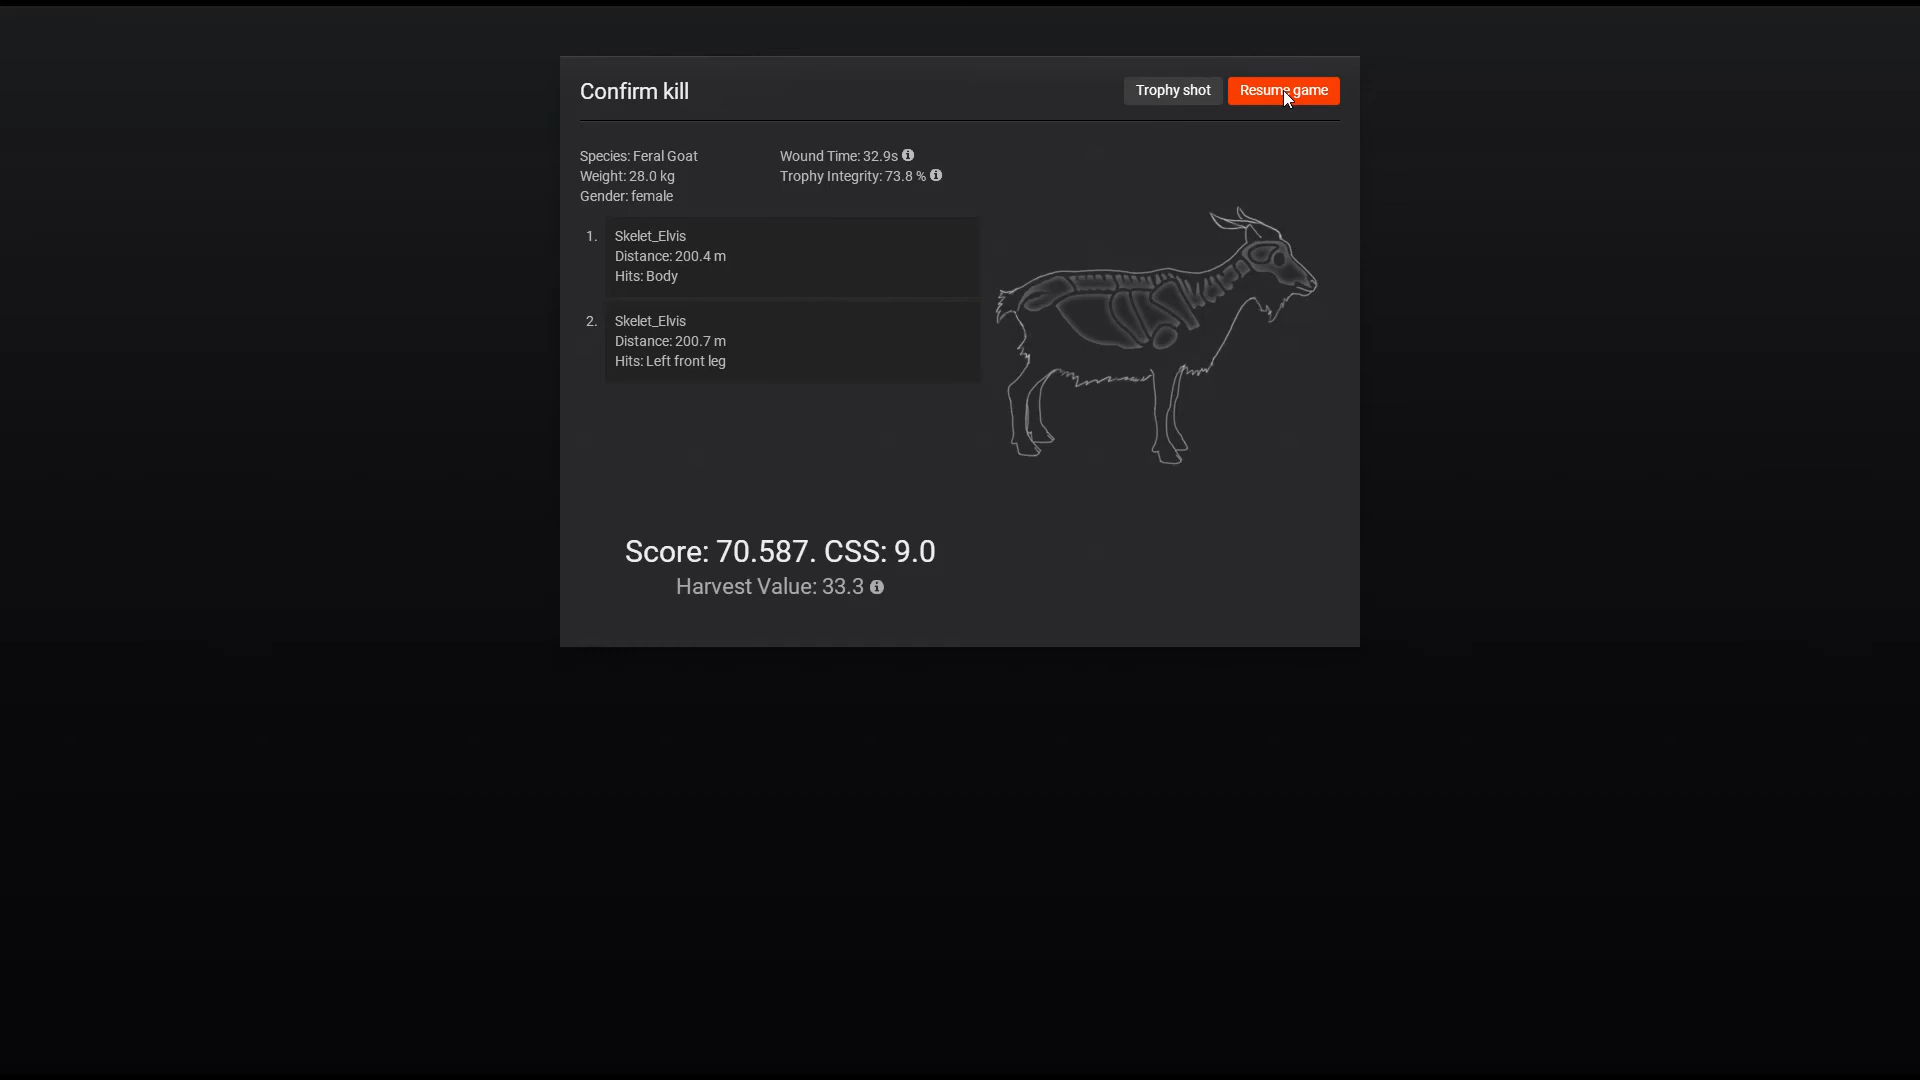 Confirm kill
Trophy shot
Resume game
Species: Feral Goat
Weight: 28.0 kg
Gender: female
Wound Time: 32.9s
Trophy Integrity: 73.8 %
1.
Skelet_Elvis
Distance: 200.4 m
Hits: Body
2.
Skelet_Elvis
Distance: 200.7 m
Hits: Left front leg
Score: 70.587. CSS: 9.0
Harvest Value: 33.3